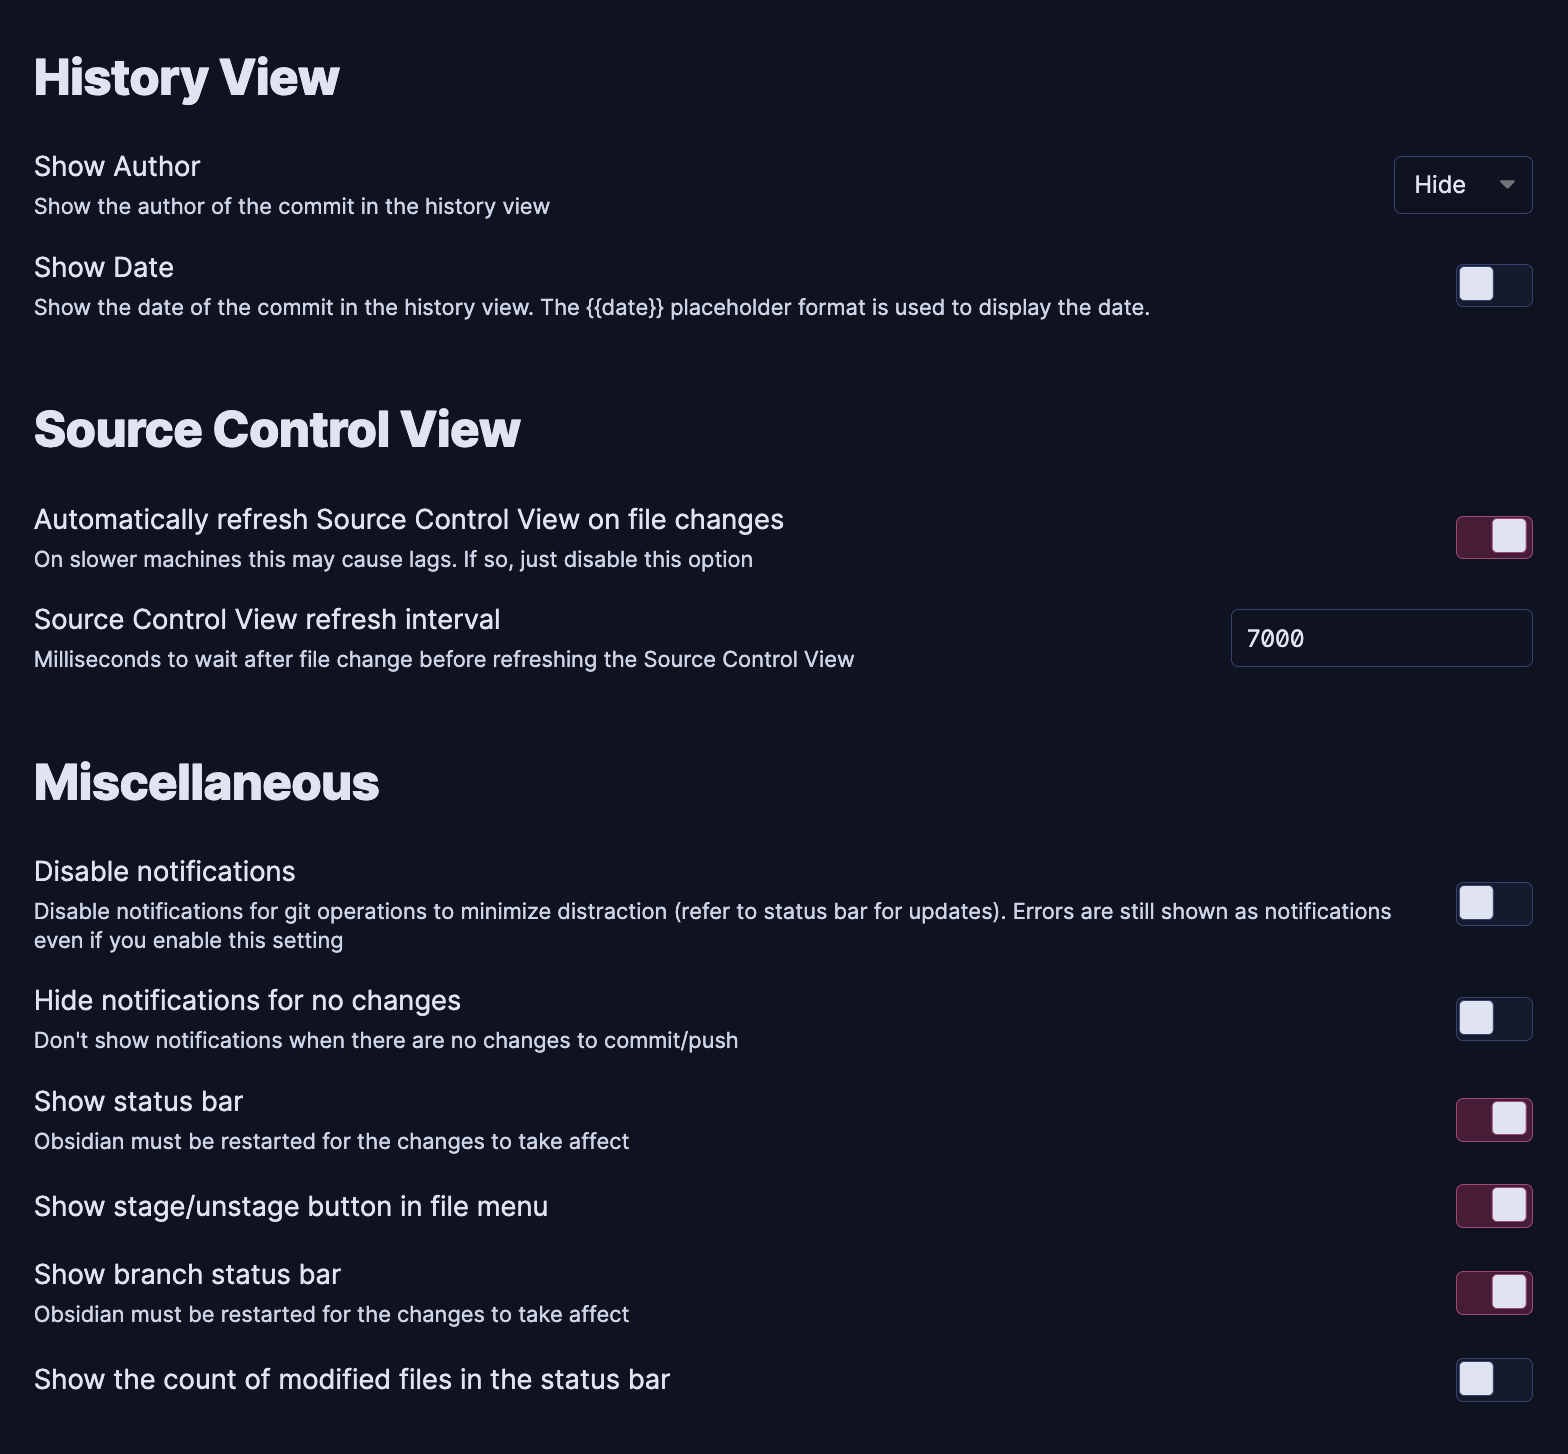 History View
Show Author
Show the author of the commit in the history view
Hide
Show Date
Show the date of the commit in the history view. The {{date}} placeholder format is used to display the date.
Source Control View
Automatically refresh Source Control View on file changes
On slower machines this may cause lags. If so, just disable this option
Source Control View refresh interval
Milliseconds to wait after file change before refreshing the Source Control View
7000
Miscellaneous
Disable notifications
Disable notifications for git operations to minimize distraction (refer to status bar for updates). Errors are still shown as notifications
even if you enable this setting
Hide notifications for no changes
Don't show notifications when there are no changes to commit/push
Show status bar
Obsidian must be restarted for the changes to take affect
Show stage/unstage button in file menu
Show branch status bar
Obsidian must be restarted for the changes to take affect
Show the count of modified files in the status bar